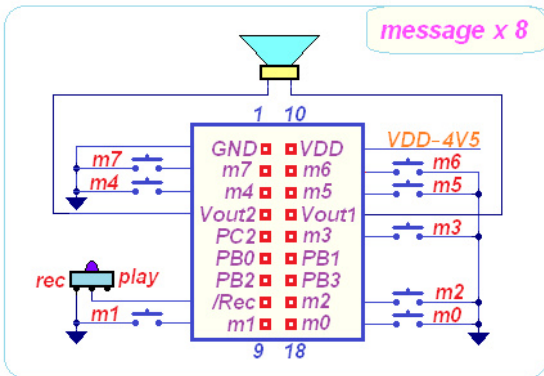 message x 8
1 10
GND VDD
VDD-4V5
m7 m7 m6 m6
m4 m4 m5 m5
Vout2 Vout1
PC2 m3 m3
PB0 PB1
rec play PB2 PB3
/Rec m2 m2
m1 m1 m0 m0
9 18